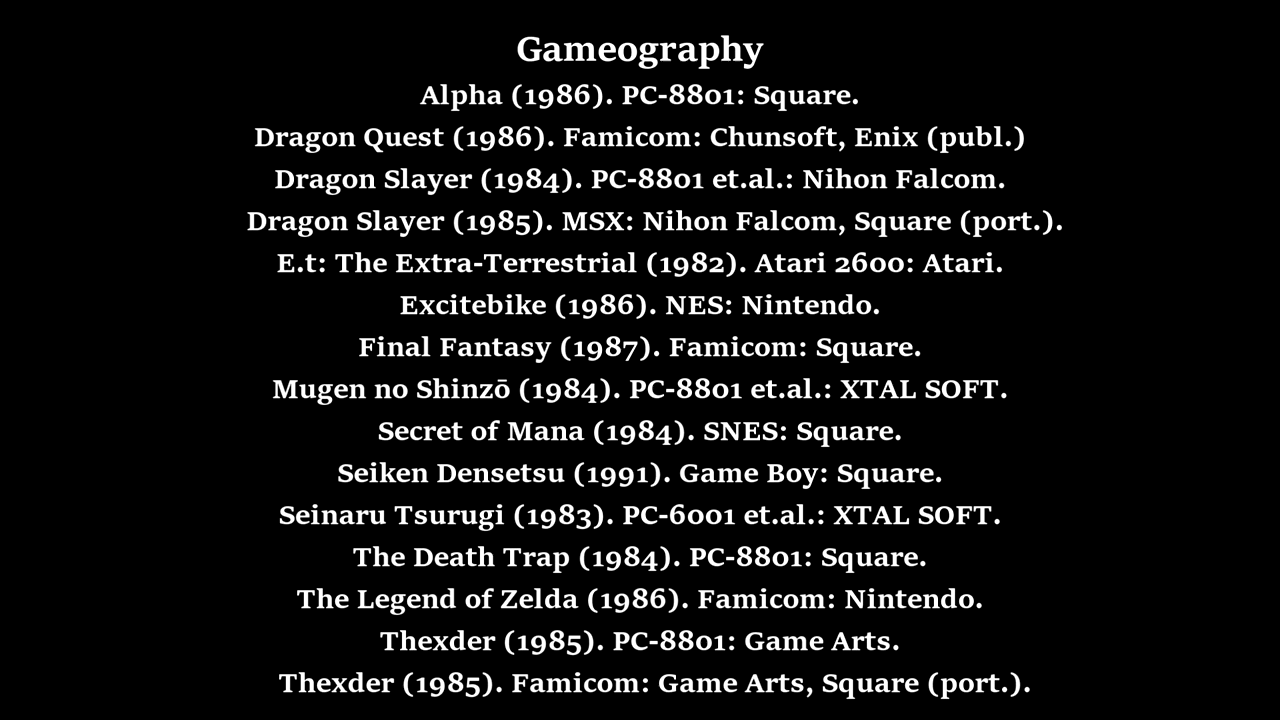 Gameography
Alpha (1986). PC-8801: Square.
Dragon Quest (1986). Famicom: Chunsoft, Enix (publ.)
Dragon Slayer (1984). PC-8801 et.al.: Nihon Falcom.
Dragon Slayer (1985). MSX: Nihon Falcom, Square (port.).
E.t: The Extra-Terrestrial (1982). Atari 2600: Atari.
Excitebike (1986). NES: Nintendo.
Final Fantasy (1987). Famicom: Square.
Mugen no Shinzō (1984). PC-8801 et.al.: XTAL SOFT.
Secret of Mana (1984). SNES: Square.
Seiken Densetsu (1991). Game Boy: Square.
Seinaru Tsurugi (1983). PC-6001 et.al.: XTAL SOFT.
The Death Trap (1984). PC-8801: Square.
The Legend of Zelda (1986). Famicom: Nintendo.
Thexder (1985). PC-8801: Game Arts.
Thexder (1985). Famicom: Game Arts, Square (port.).